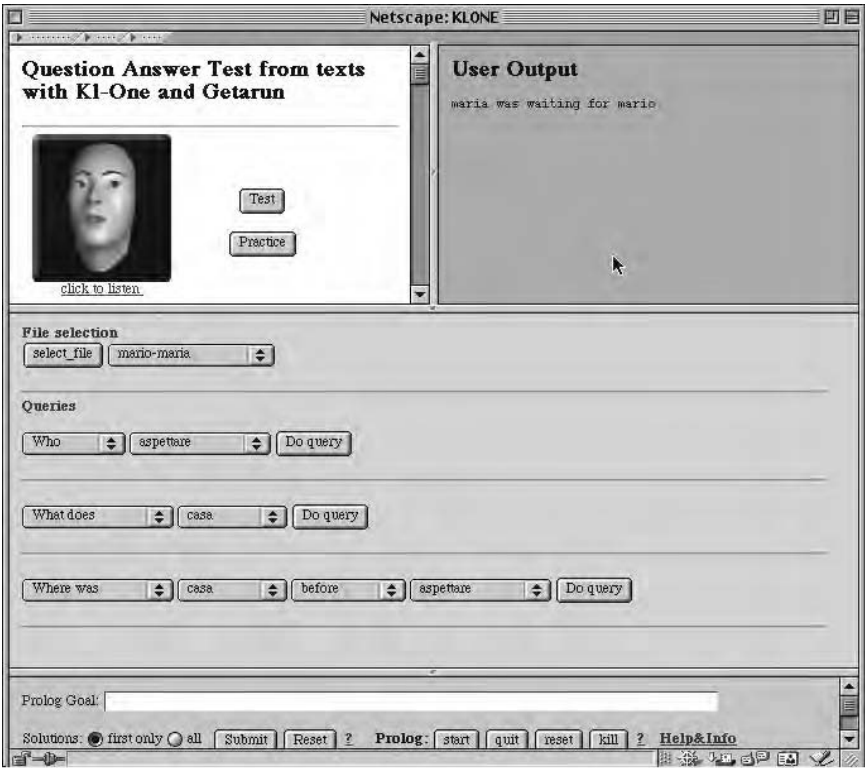 Netscape: KLONE
Question Answer Test from texts
with Kl-One and Getarun
Test
Practice
click to listen
User Output
maria was waiting for mario
File selection
select_file mario-maria
Queries
Who aspettare Do query
What does casa Do query
Where was casa before aspettare Do query
Prolog Goal:
Solutions: first only all Submit Reset ? Prolog: start quit reset kill ? Help&Info